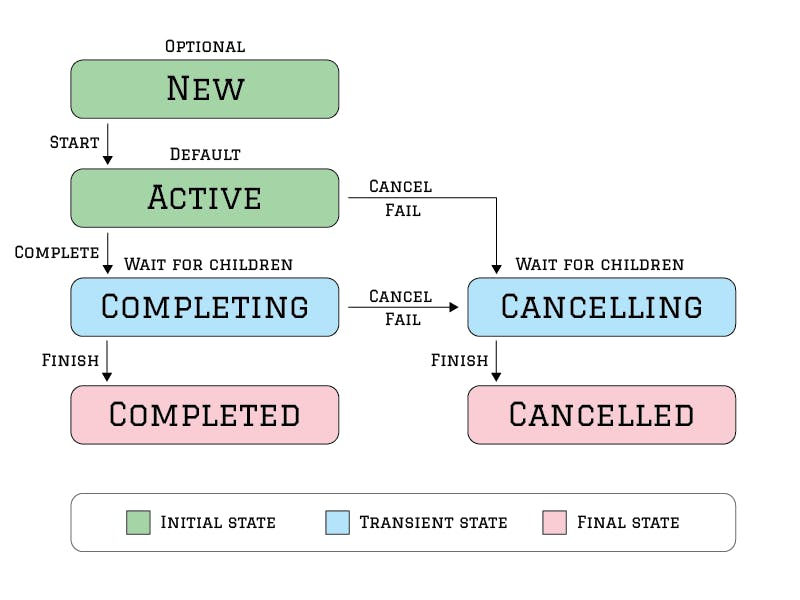 Optional
New
Start
Default
Active
Cancel
Fail
Complete
Wait for children
Wait for children
Completing
Cancel
Fail
Cancelling
Finish
Finish
Completed
Cancelled
Initial state
Transient state
Final state